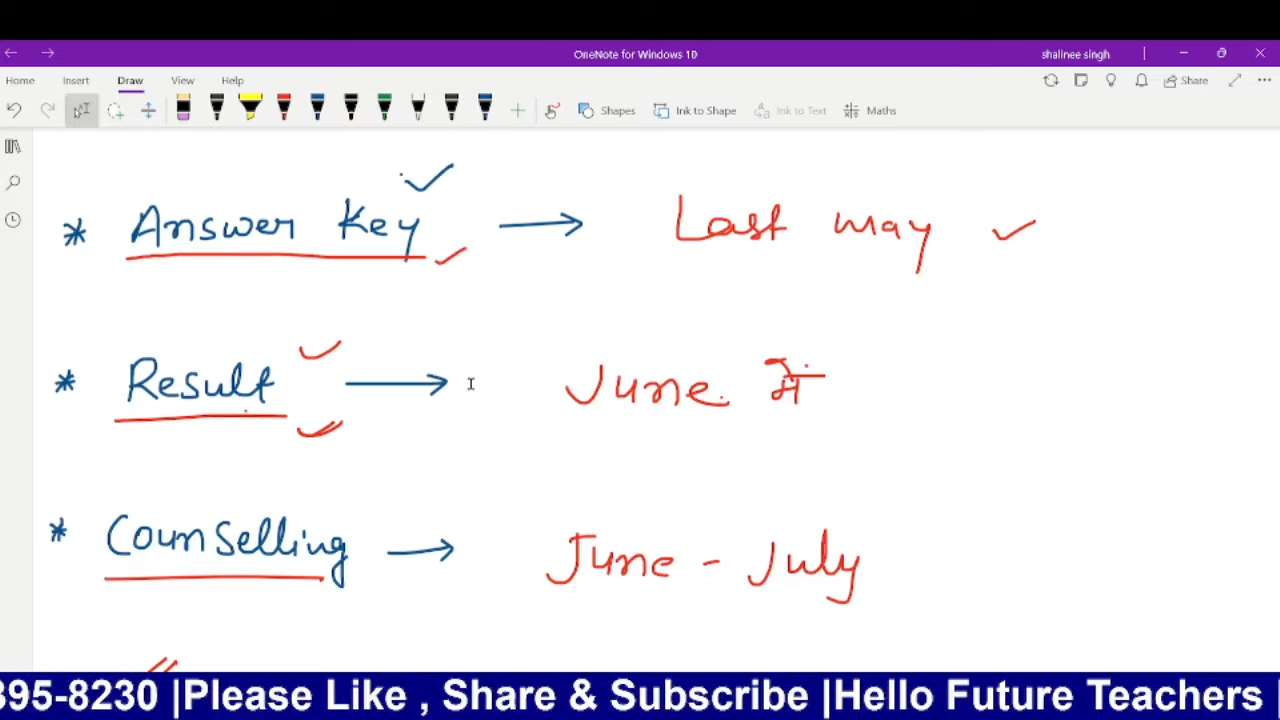 OneNote for Windows 10
shalinee singh
Home Insert Draw View Help
Share
Shapes Ink to Shape Ink to Text Maths
* Answer Key → Last may
* Result → June में
* Counselling → June - July
395-8230 |Please Like , Share & Subscribe |Hello Future Teachers |